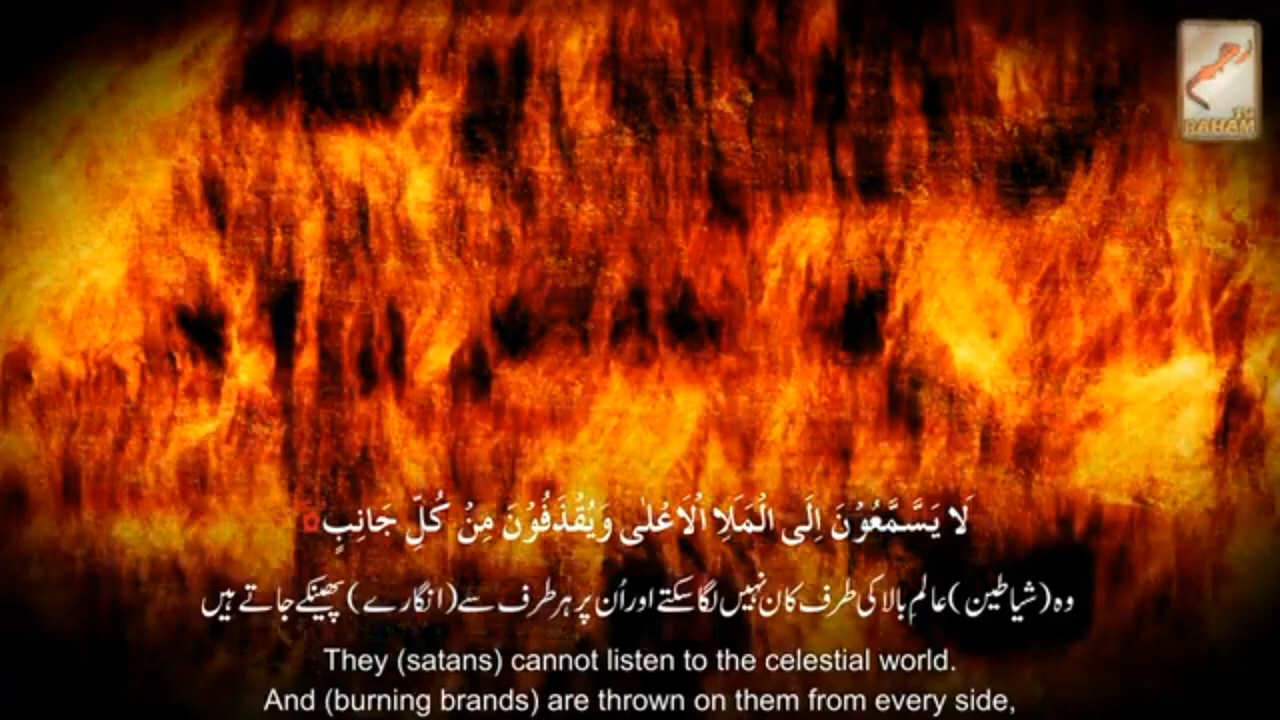 TG
RAHAM
لَا يَسَّمَّعُوْنَ اِلَى الْمَلَاِ الْاَعْلٰى وَيُقْذَفُوْنَ مِنْ كُلِّ جَانِبٍ
وہ (شیاطین) عالمِ بالا کی طرف کان نہیں لگا سکتے اور اُن پر ہر طرف سے (انگارے) پھینکے جاتے ہیں
They (satans) cannot listen to the celestial world.
And (burning brands) are thrown on them from every side,